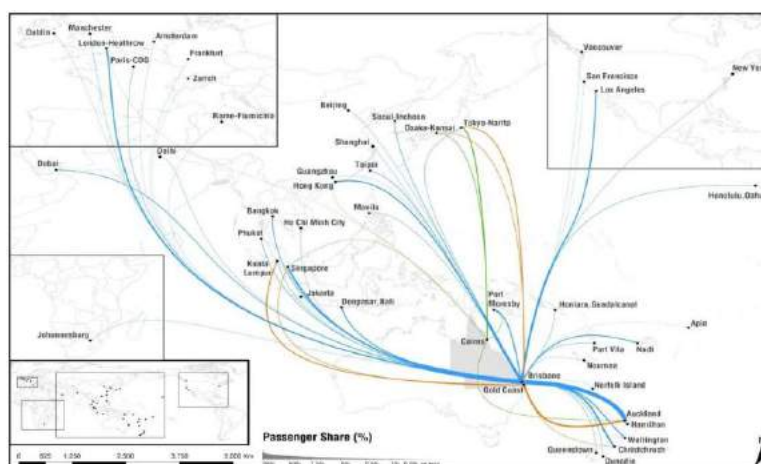 Dublin
Manchester
London-Heathrow
Amsterdam
Paris-CDG
Frankfurt
Zurich
Rome-Fiumicino
Vancouver
New York
San Francisco
Los Angeles
Beijing
Seoul-Incheon
Tokyo-Narita
Osaka-Kansai
Shanghai
Delhi
Dubai
Guangzhou
Taipei
Hong Kong
Honolulu, Oahu
Manila
Bangkok
Ho Chi Minh City
Phuket
Kuala-
Lumpur
Singapore
Jakarta
Denpasar, Bali
Port
Moresby
Honiara, Guadalcanal
Apia
Johannesburg
Cairns
Port Vila
Nadi
Noumea
Brisbane
Gold Coast
Norfolk Island
Auckland
Hamilton
Wellington
Christchurch
Queenstown
Dunedin
Passenger Share (%)
0 625 1.250 2.500 3.750 5.000 Km